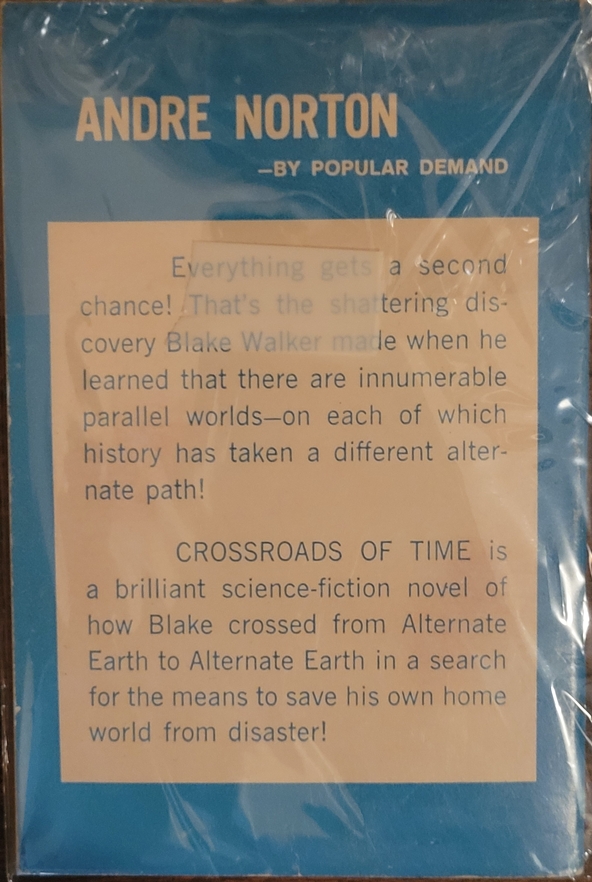 ANDRE NORTON
—BY POPULAR DEMAND
Everything gets a second
chance! That's the shattering dis-
covery Blake Walker made when he
learned that there are innumerable
parallel worlds—on each of which
history has taken a different alter-
nate path!
CROSSROADS OF TIME is
a brilliant science-fiction novel of
how Blake crossed from Alternate
Earth to Alternate Earth in a search
for the means to save his own home
world from disaster!